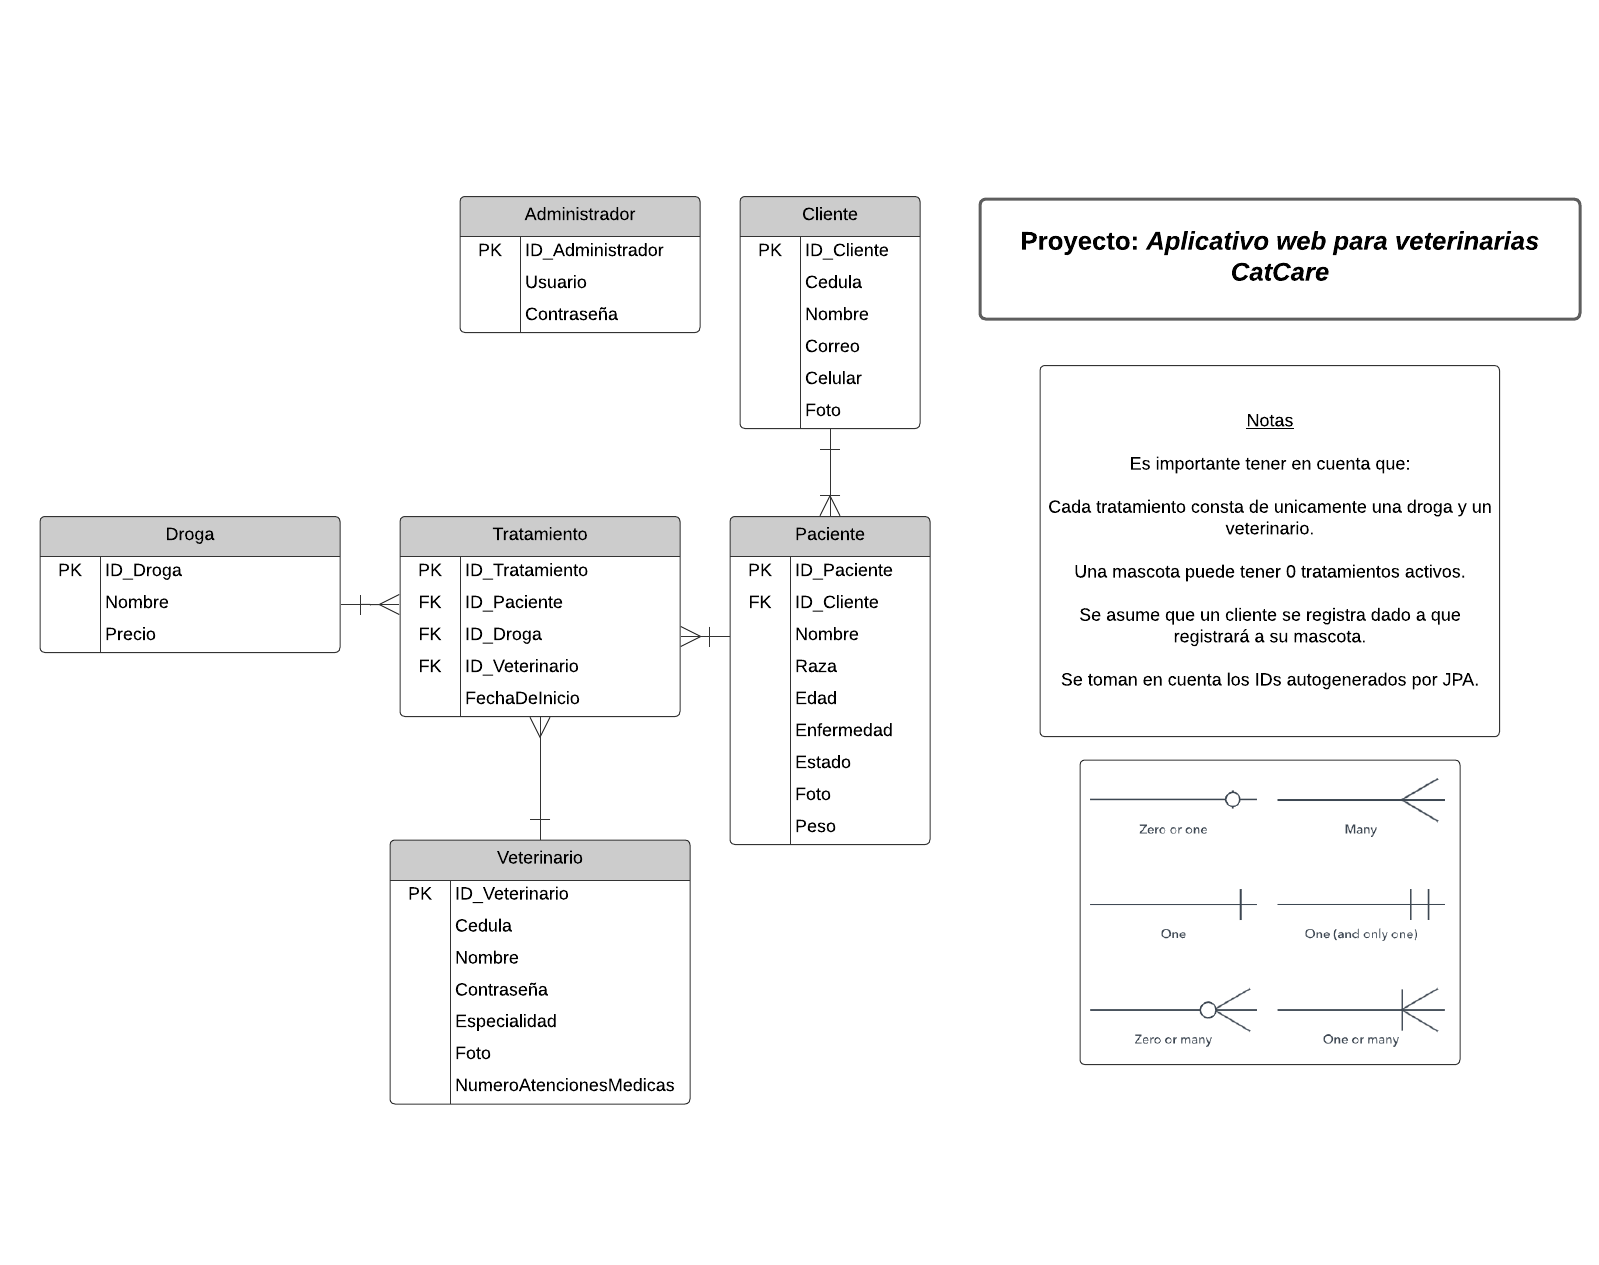 Administrador
PK ID_Administrador
Usuario
Contraseña
Cliente
PK ID_Cliente
Cedula
Nombre
Correo
Celular
Foto
Proyecto: Aplicativo web para veterinarias
CatCare
Notas
Es importante tener en cuenta que:
Cada tratamiento consta de unicamente una droga y un
veterinario.
Una mascota puede tener 0 tratamientos activos.
Se asume que un cliente se registra dado a que
registrará a su mascota.
Se toman en cuenta los IDs autogenerados por JPA.
Droga
PK ID_Droga
Nombre
Precio
Tratamiento
PK ID_Tratamiento
FK ID_Paciente
FK ID_Droga
FK ID_Veterinario
FechaDeInicio
Paciente
PK ID_Paciente
FK ID_Cliente
Nombre
Raza
Edad
Enfermedad
Estado
Foto
Peso
Veterinario
PK ID_Veterinario
Cedula
Nombre
Contraseña
Especialidad
Foto
NumeroAtencionesMedicas
Zero or one
Many
One
One (and only one)
Zero or many
One or many